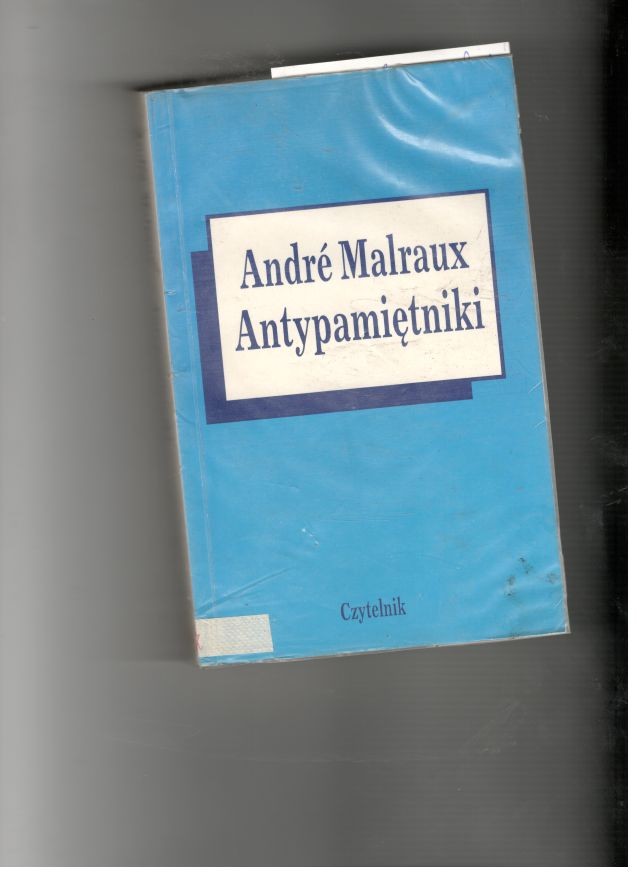 André Malraux
Antypamiętniki
Czytelnik